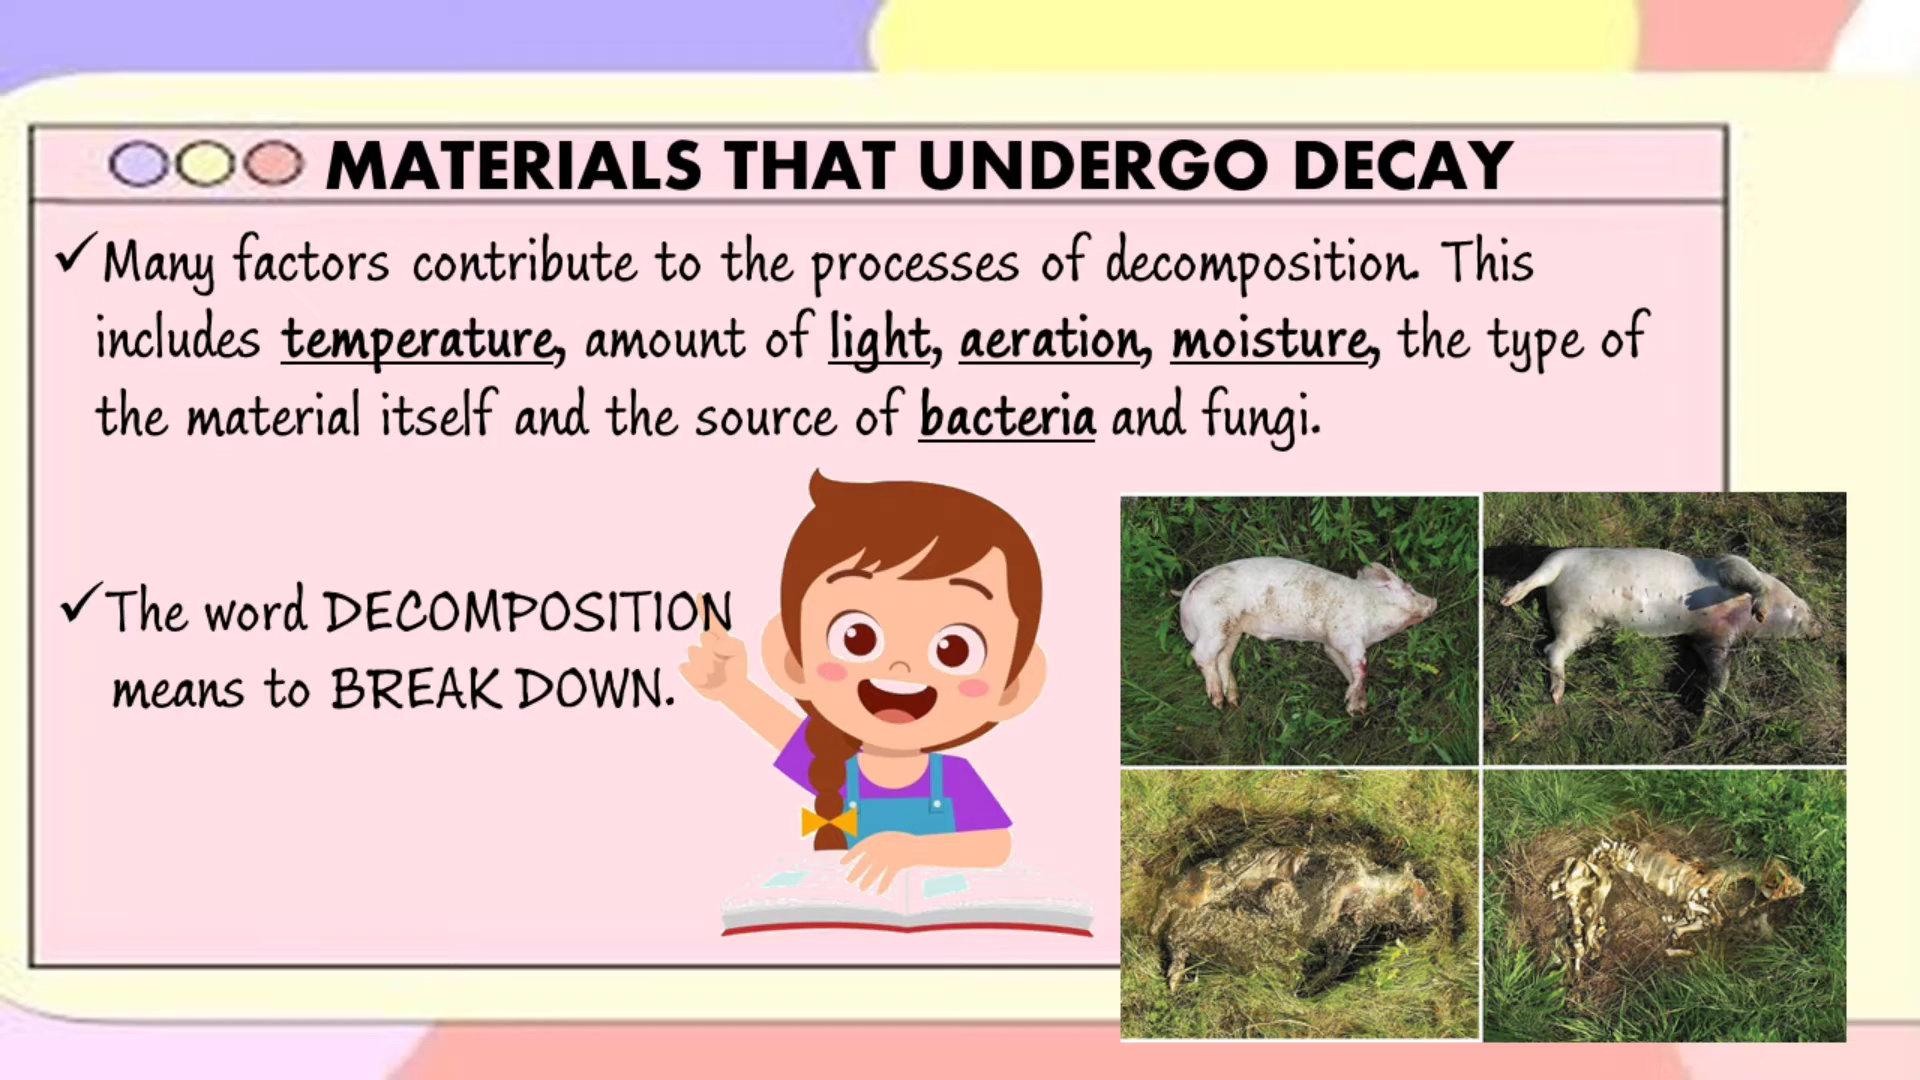 MATERIALS THAT UNDERGO DECAY
✓Many factors contribute to the processes of decomposition. This
includes temperature, amount of light, aeration, moisture, the type of
the material itself and the source of bacteria and fungi.
✓The word DECOMPOSITION
means to BREAK DOWN.